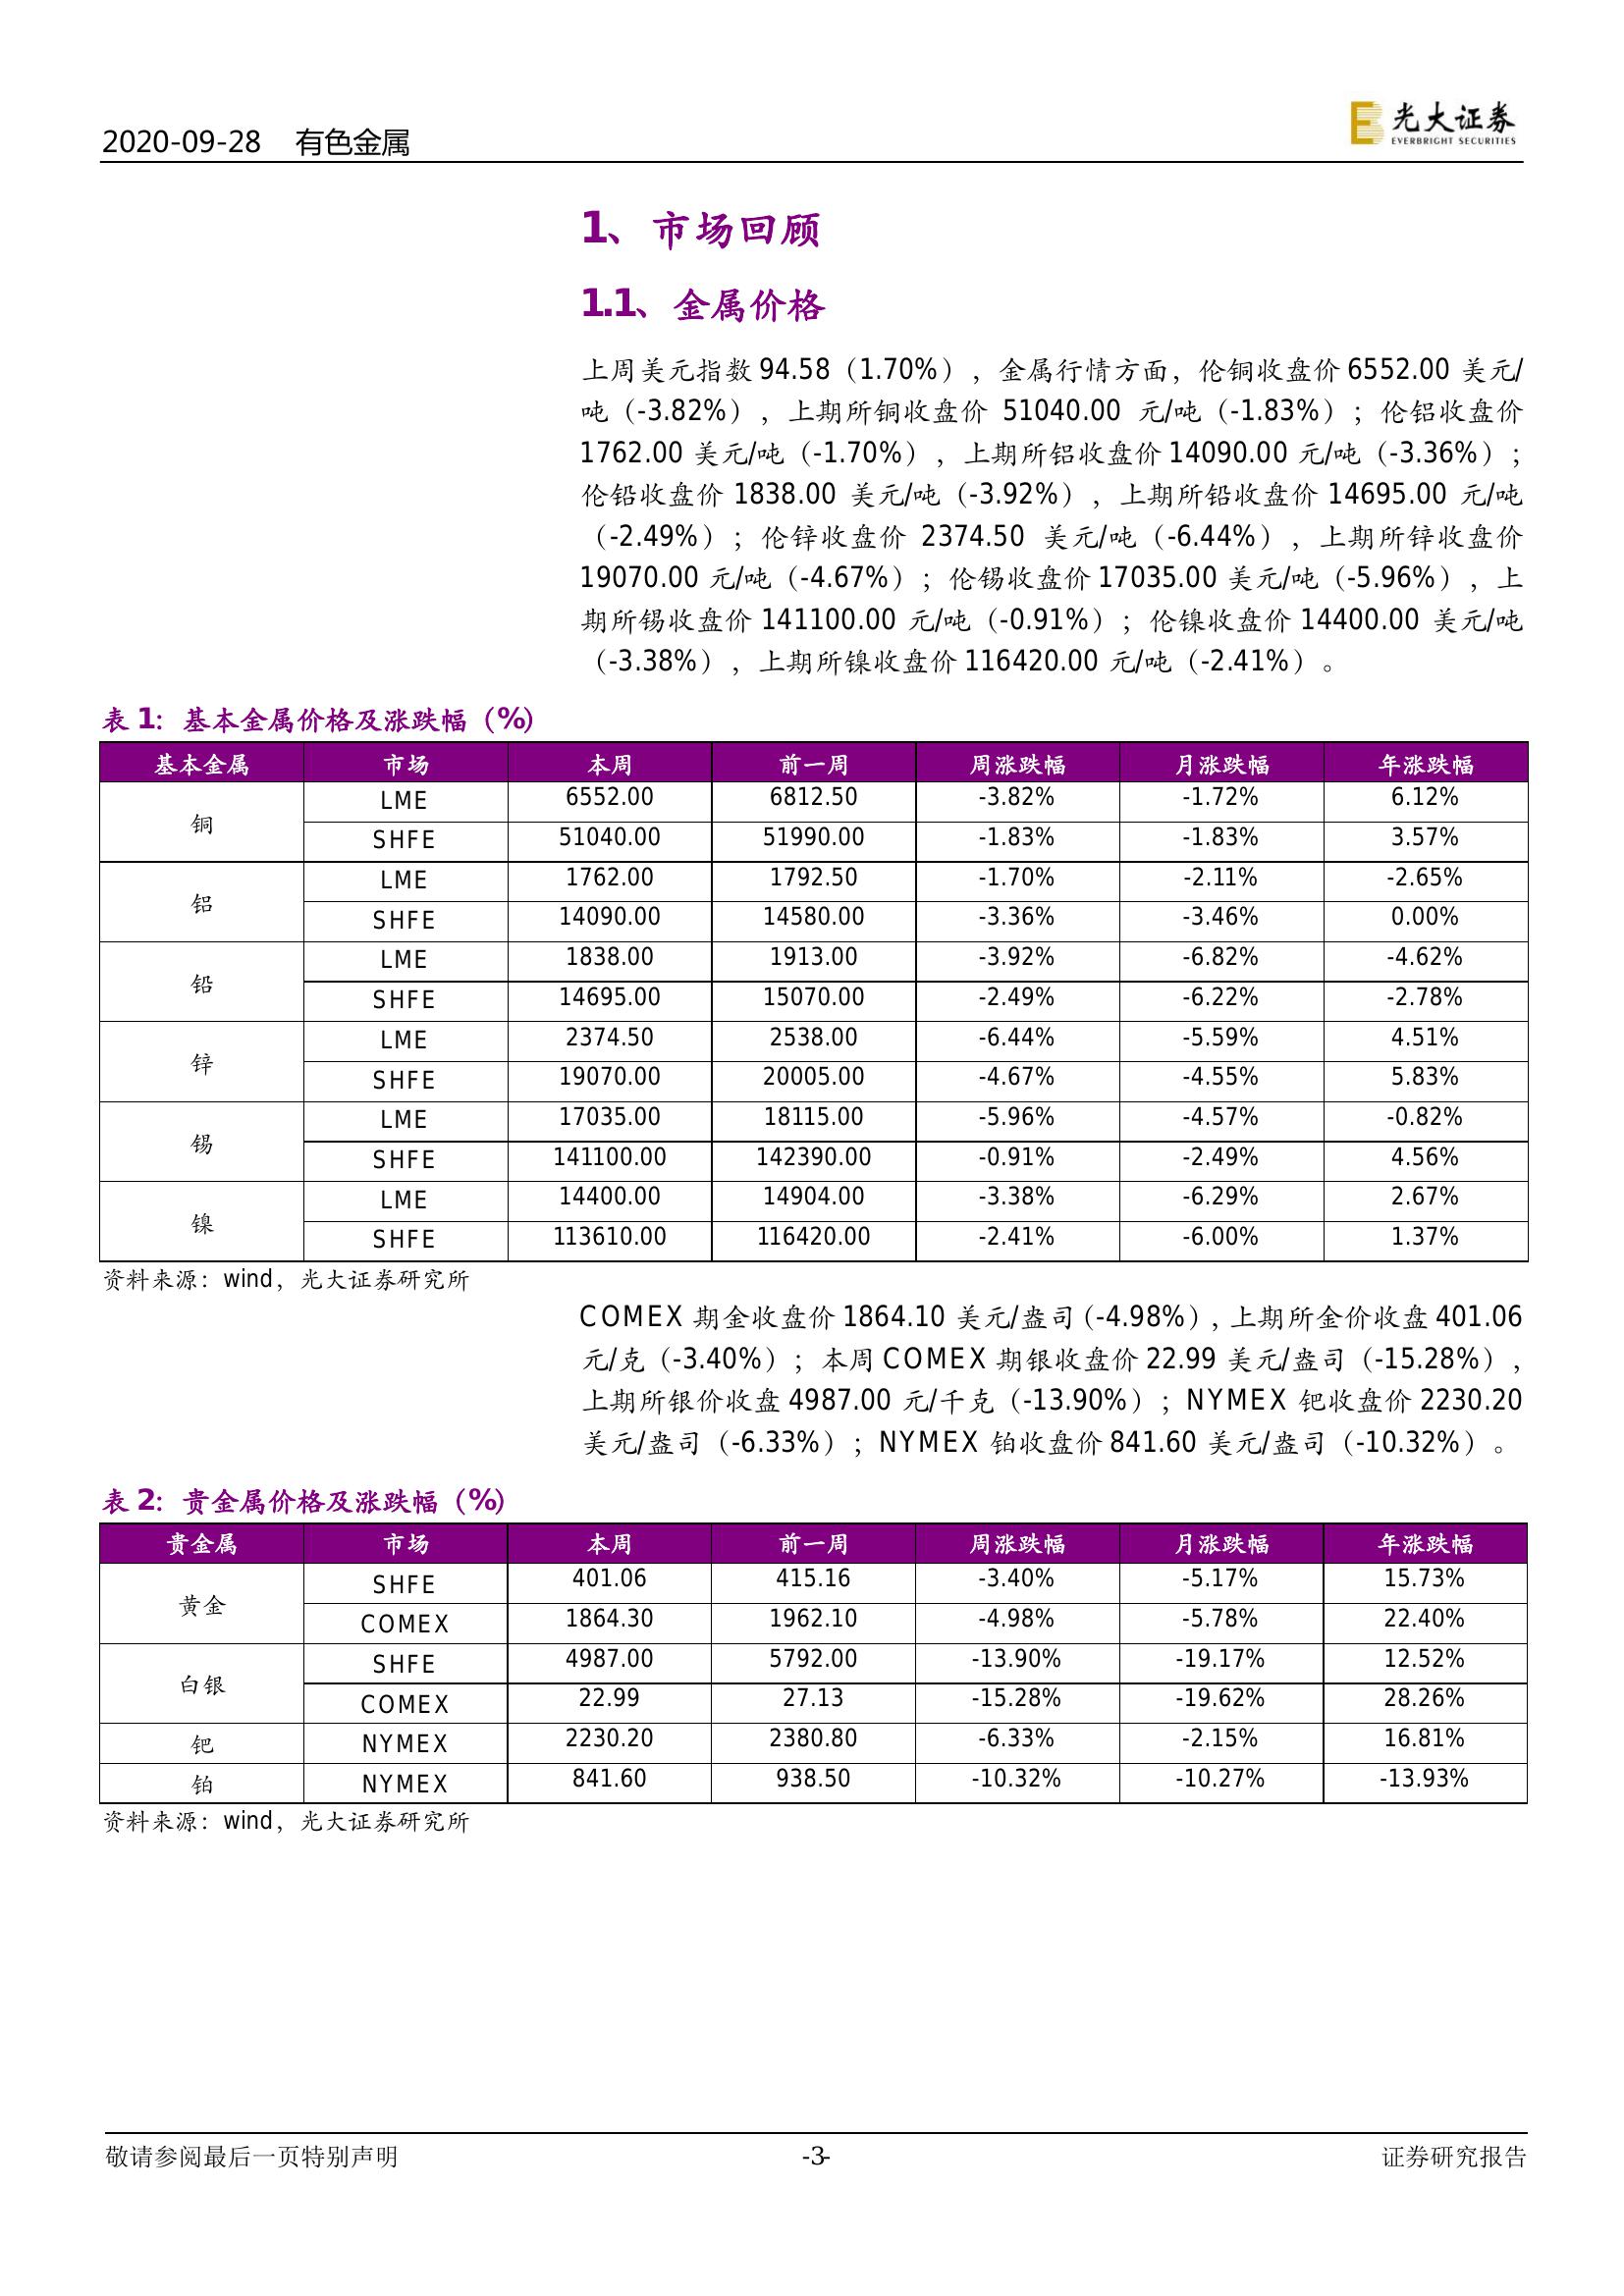 2020-09-28 有色金属
光大证券
EVERBRIGHT SECURITIES
1、市场回顾
1.1、金属价格
上周美元指数 94.58（1.70%），金属行情方面，伦铜收盘价 6552.00 美元/
吨（-3.82%），上期所铜收盘价 51040.00 元/吨（-1.83%）；伦铝收盘价
1762.00 美元/吨（-1.70%），上期所铝收盘价 14090.00 元/吨（-3.36%）；
伦铅收盘价 1838.00 美元/吨（-3.92%），上期所铅收盘价 14695.00 元/吨
（-2.49%）；伦锌收盘价 2374.50 美元/吨（-6.44%），上期所锌收盘价
19070.00 元/吨（-4.67%）；伦锡收盘价 17035.00 美元/吨（-5.96%），上
期所锡收盘价 141100.00 元/吨（-0.91%）；伦镍收盘价 14400.00 美元/吨
（-3.38%），上期所镍收盘价 116420.00 元/吨（-2.41%）。
表 1：基本金属价格及涨跌幅（%）
基本金属 市场 本周 前一周 周涨跌幅 月涨跌幅 年涨跌幅
铜 LME 6552.00 6812.50 -3.82% -1.72% 6.12%
SHFE 51040.00 51990.00 -1.83% -1.83% 3.57%
铝 LME 1762.00 1792.50 -1.70% -2.11% -2.65%
SHFE 14090.00 14580.00 -3.36% -3.46% 0.00%
铅 LME 1838.00 1913.00 -3.92% -6.82% -4.62%
SHFE 14695.00 15070.00 -2.49% -6.22% -2.78%
锌 LME 2374.50 2538.00 -6.44% -5.59% 4.51%
SHFE 19070.00 20005.00 -4.67% -4.55% 5.83%
锡 LME 17035.00 18115.00 -5.96% -4.57% -0.82%
SHFE 141100.00 142390.00 -0.91% -2.49% 4.56%
镍 LME 14400.00 14904.00 -3.38% -6.29% 2.67%
SHFE 113610.00 116420.00 -2.41% -6.00% 1.37%
资料来源：wind，光大证券研究所
COMEX 期金收盘价 1864.10 美元/盎司（-4.98%），上期所金价收盘 401.06
元/克（-3.40%）；本周 COMEX 期银收盘价 22.99 美元/盎司（-15.28%），
上期所银价收盘 4987.00 元/千克（-13.90%）；NYMEX 钯收盘价 2230.20
美元/盎司（-6.33%）；NYMEX 铂收盘价 841.60 美元/盎司（-10.32%）。
表 2：贵金属价格及涨跌幅（%）
贵金属 市场 本周 前一周 周涨跌幅 月涨跌幅 年涨跌幅
黄金 SHFE 401.06 415.16 -3.40% -5.17% 15.73%
COMEX 1864.30 1962.10 -4.98% -5.78% 22.40%
白银 SHFE 4987.00 5792.00 -13.90% -19.17% 12.52%
COMEX 22.99 27.13 -15.28% -19.62% 28.26%
钯 NYMEX 2230.20 2380.80 -6.33% -2.15% 16.81%
铂 NYMEX 841.60 938.50 -10.32% -10.27% -13.93%
资料来源：wind，光大证券研究所
敬请参阅最后一页特别声明 -3- 证券研究报告